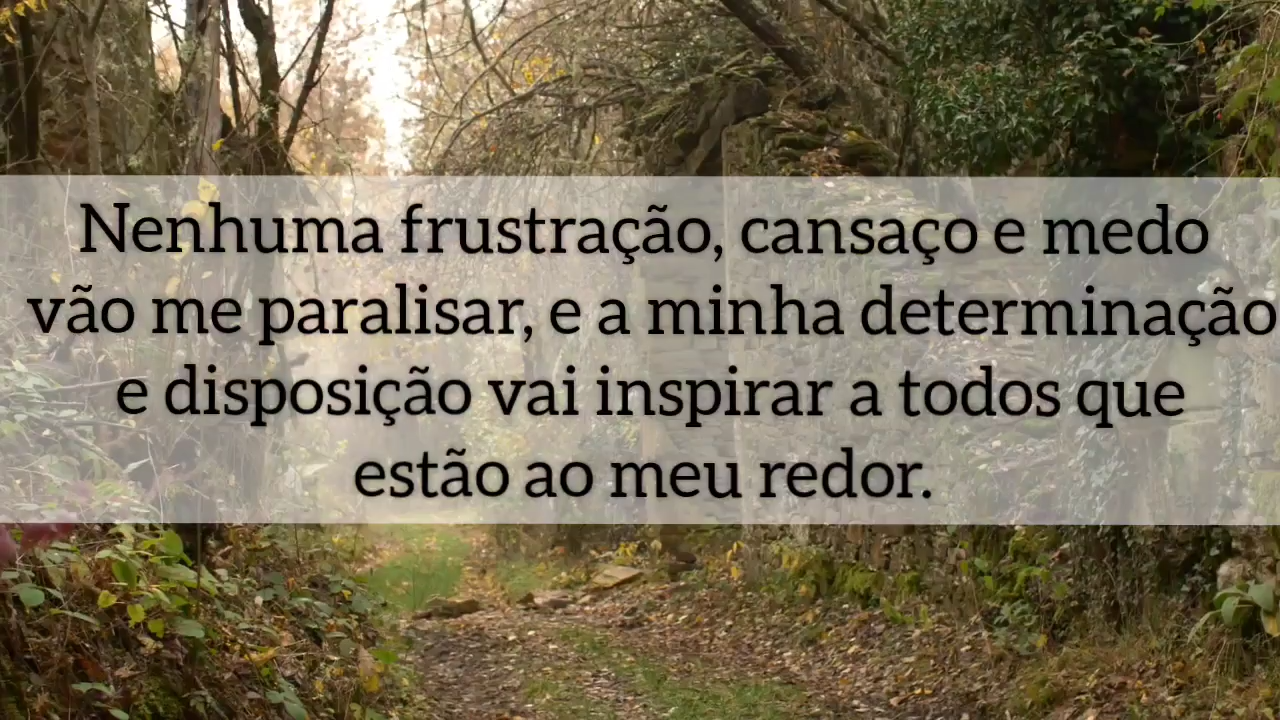 Nenhuma frustração, cansaço e medo
vão me paralisar, e a minha determinação
e disposição vai inspirar a todos que
estão ao meu redor.